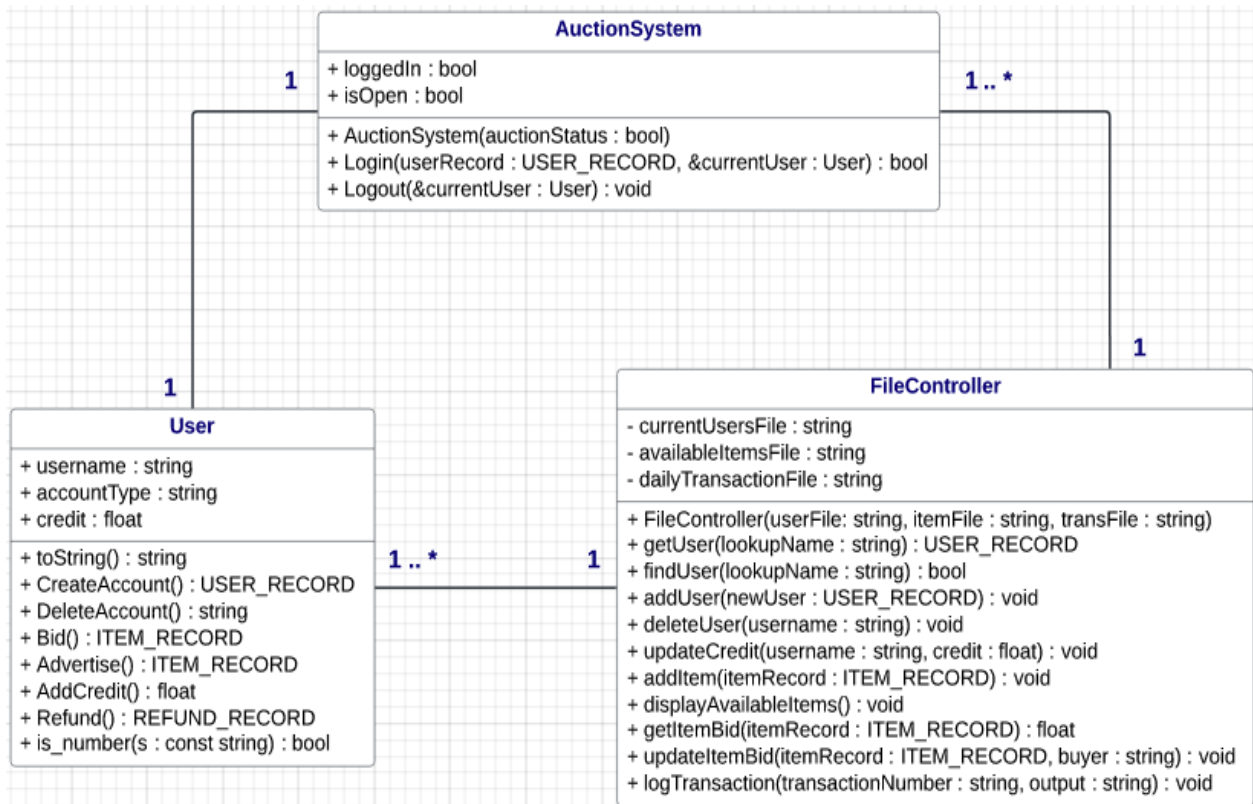 AuctionSystem
+ loggedIn : bool
+ isOpen : bool
+ AuctionSystem(auctionStatus : bool)
+ Login(userRecord : USER_RECORD, &currentUser : User) : bool
+ Logout(&currentUser : User) : void
1
1 .. *
1
1
User
+ username : string
+ accountType : string
+ credit : float
+ toString() : string
+ CreateAccount() : USER_RECORD
+ DeleteAccount() : string
+ Bid() : ITEM_RECORD
+ Advertise() : ITEM_RECORD
+ AddCredit() : float
+ Refund() : REFUND_RECORD
+ is_number(s : const string) : bool
1 .. *
1
FileController
- currentUsersFile : string
- availableItemsFile : string
- dailyTransactionFile : string
+ FileController(userFile: string, itemFile : string, transFile : string)
+ getUser(lookupName : string) : USER_RECORD
+ findUser(lookupName : string) : bool
+ addUser(newUser : USER_RECORD) : void
+ deleteUser(username : string) : void
+ updateCredit(username : string, credit : float) : void
+ addItem(itemRecord : ITEM_RECORD) : void
+ displayAvailableItems() : void
+ getItemBid(itemRecord : ITEM_RECORD) : float
+ updateItemBid(itemRecord : ITEM_RECORD, buyer : string) : void
+ logTransaction(transactionNumber : string, output : string) : void